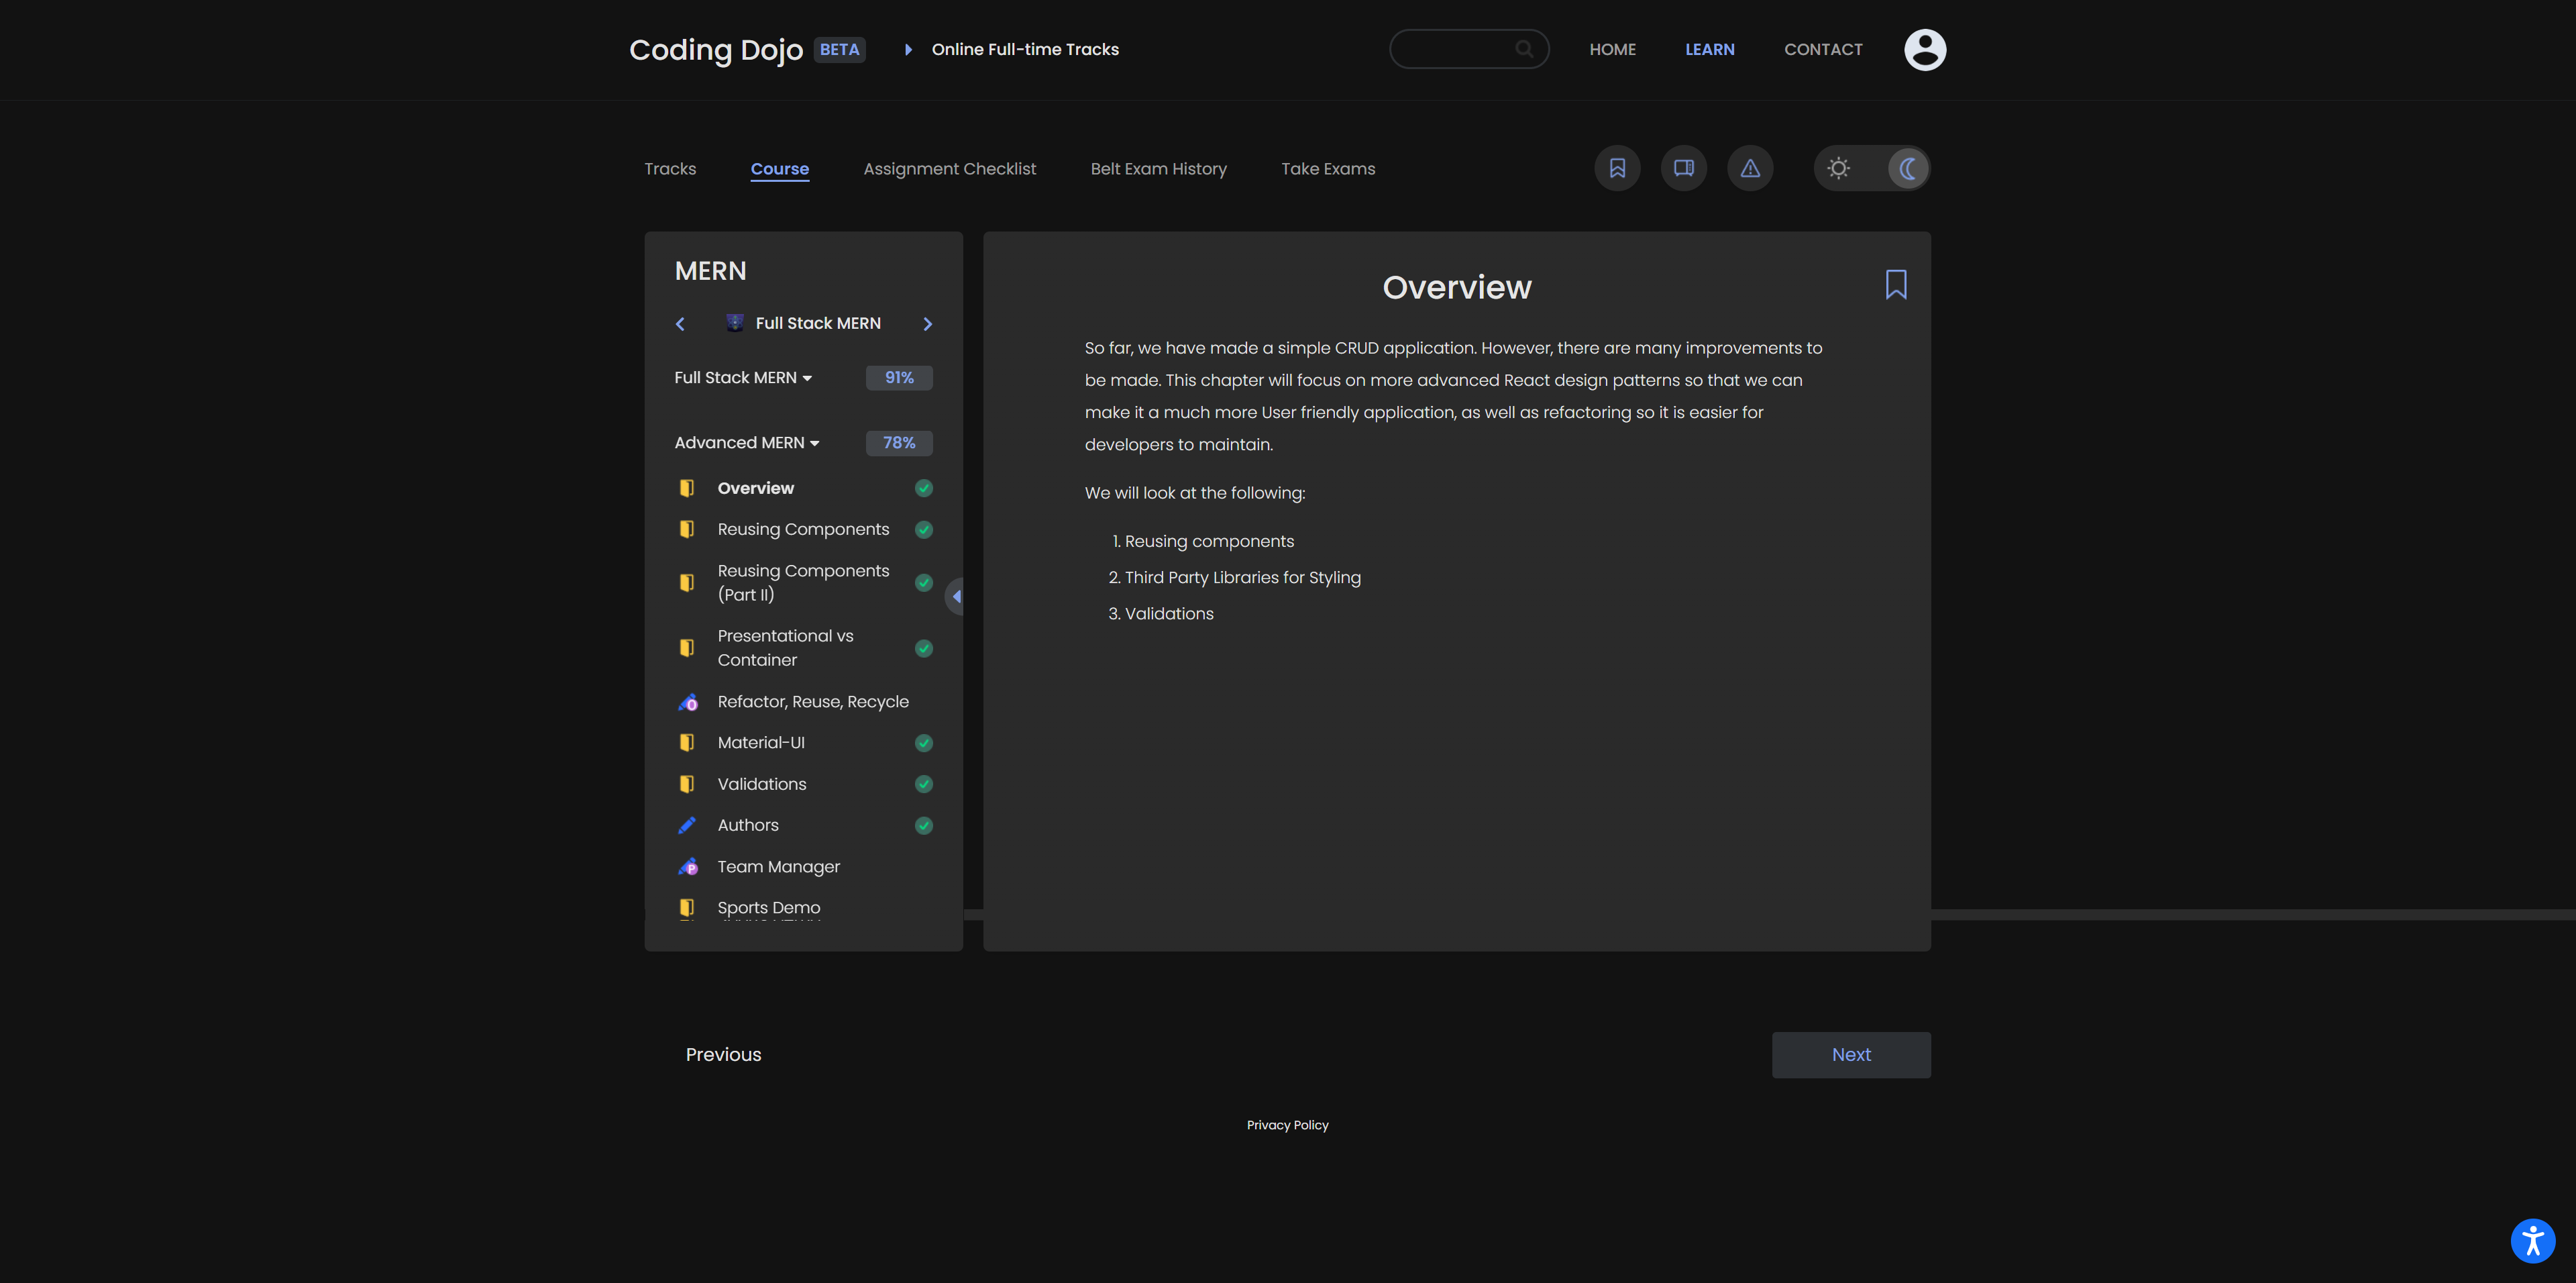 Coding Dojo BETA Online Full-time Tracks HOME LEARN CONTACT
Tracks Course Assignment Checklist Belt Exam History Take Exams
MERN
Full Stack MERN
Full Stack MERN 91%
Advanced MERN 78%
Overview
Reusing Components
Reusing Components
(Part II)
Presentational vs
Container
Refactor, Reuse, Recycle
Material-UI
Validations
Authors
Team Manager
Sports Demo
Overview
So far, we have made a simple CRUD application. However, there are many improvements to
be made. This chapter will focus on more advanced React design patterns so that we can
make it a much more User friendly application, as well as refactoring so it is easier for
developers to maintain.
We will look at the following:
1. Reusing components
2. Third Party Libraries for Styling
3. Validations
Previous Next
Privacy Policy